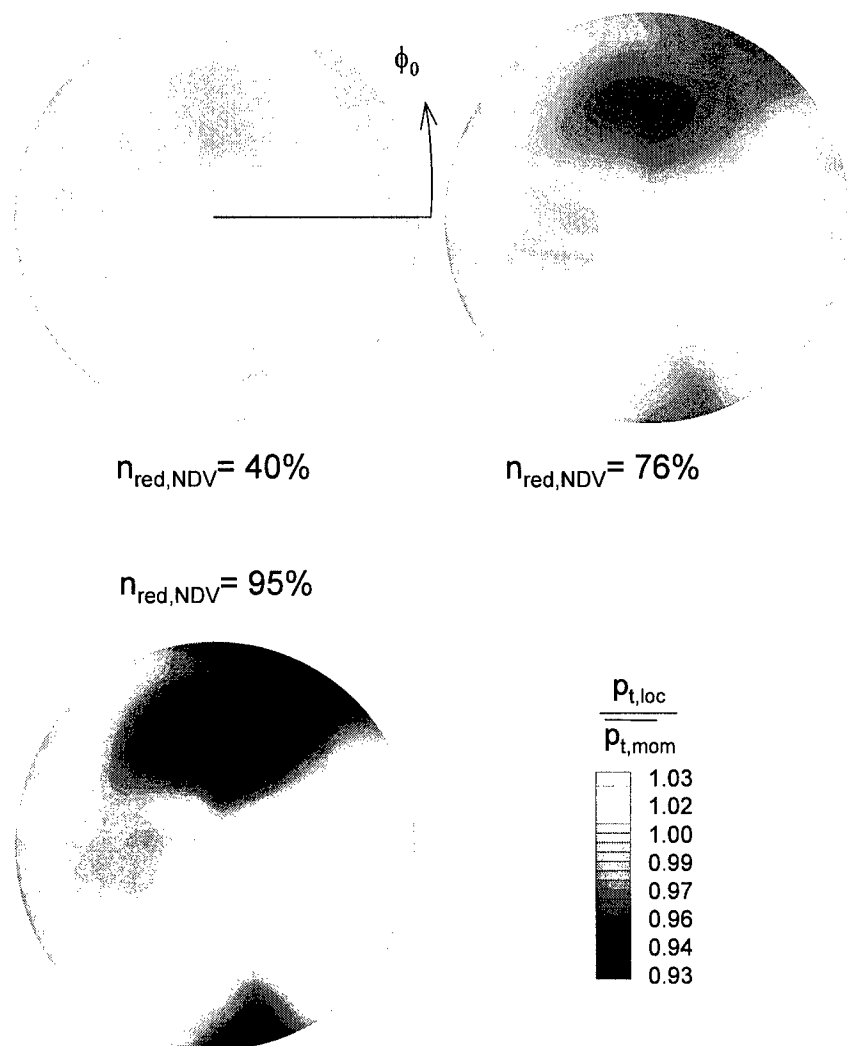 ϕ₀
n_red,NDV = 40%
n_red,NDV = 76%
n_red,NDV = 95%
p_t,loc
p_t,mom
1.03
1.02
1.00
0.99
0.97
0.96
0.94
0.93